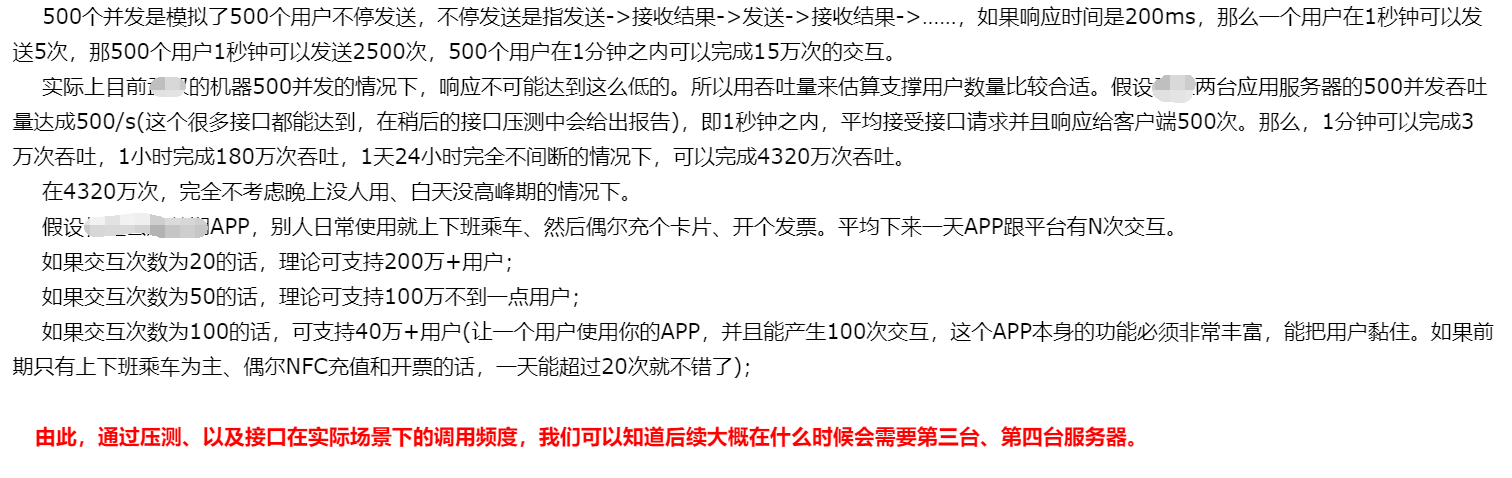 500个并发是模拟了500个用户不停发送，不停发送是指发送->接收结果->发送->接收结果->……，如果响应时间是200ms，那么一个用户在1秒钟可以发
送5次，那500个用户1秒钟可以发送2500次，500个用户在1分钟之内可以完成15万次的交互。
实际上目前的机器500并发的情况下，响应不可能达到这么低的。所以用吞吐量来估算支撑用户数量比较合适。假设两台应用服务器的500并发吞吐
量达成500/s(这个很多接口都能达到，在稍后的接口压测中会给出报告)，即1秒钟之内，平均接受接口请求并且响应给客户端500次。那么，1分钟可以完成3
万次吞吐，1小时完成180万次吞吐，1天24小时完全不间断的情况下，可以完成4320万次吞吐。
在4320万次，完全不考虑晚上没人用、白天没高峰期的情况下。
假设APP，别人日常使用就上下班乘车、然后偶尔充个卡片、开个发票。平均下来一天APP跟平台有N次交互。
如果交互次数为20的话，理论可支持200万+用户；
如果交互次数为50的话，理论可支持100万不到一点用户；
如果交互次数为100的话，可支持40万+用户(让一个用户使用你的APP，并且能产生100次交互，这个APP本身的功能必须非常丰富，能把用户黏住。如果前
期只有上下班乘车为主、偶尔NFC充值和开票的话，一天能超过20次就不错了)；
由此，通过压测、以及接口在实际场景下的调用频度，我们可以知道后续大概在什么时候会需要第三台、第四台服务器。